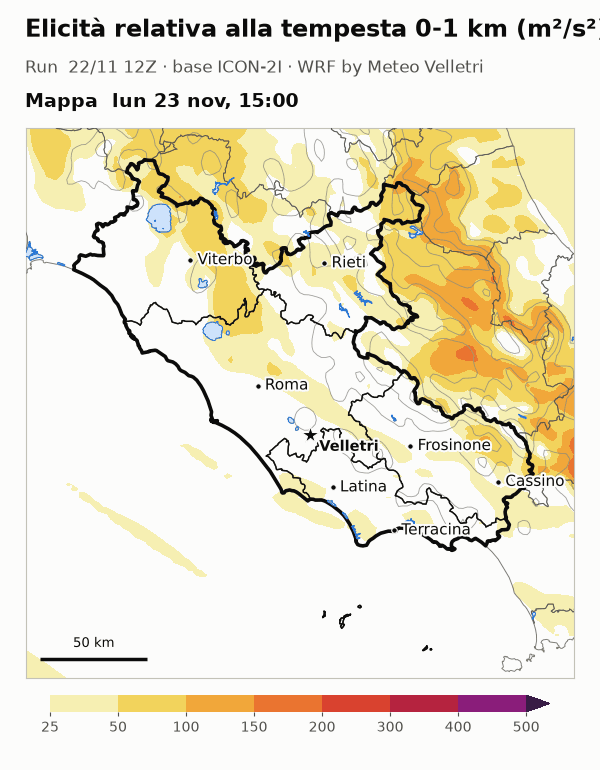 Elicità relativa alla tempesta 0-1 km (m²/s²)
Run 22/11 12Z · base ICON-2I · WRF by Meteo Velletri
Mappa lun 23 nov, 15:00
Viterbo
Rieti
Roma
Velletri
Frosinone
Cassino
Latina
Terracina
50 km
25 50 100 150 200 300 400 500